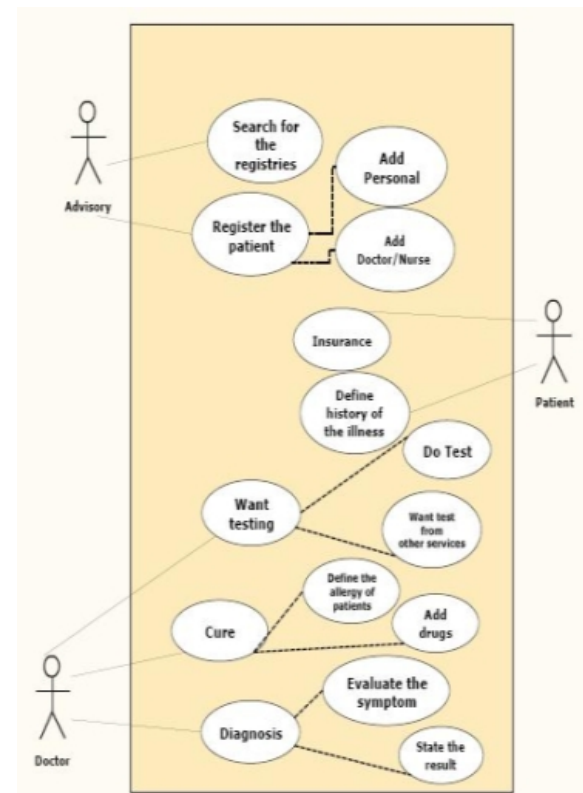 Search for
the
registries
Add
Personal
Advisory
Register the
patient
Add
Doctor/Nurse
Insurance
Patient
Define
history of
the illness
Do Test
Want
testing
Want test
from
other services
Define the
allergy of
patients
Cure
Add
drugs
Evaluate the
symptom
Diagnosis
State the
result
Doctor